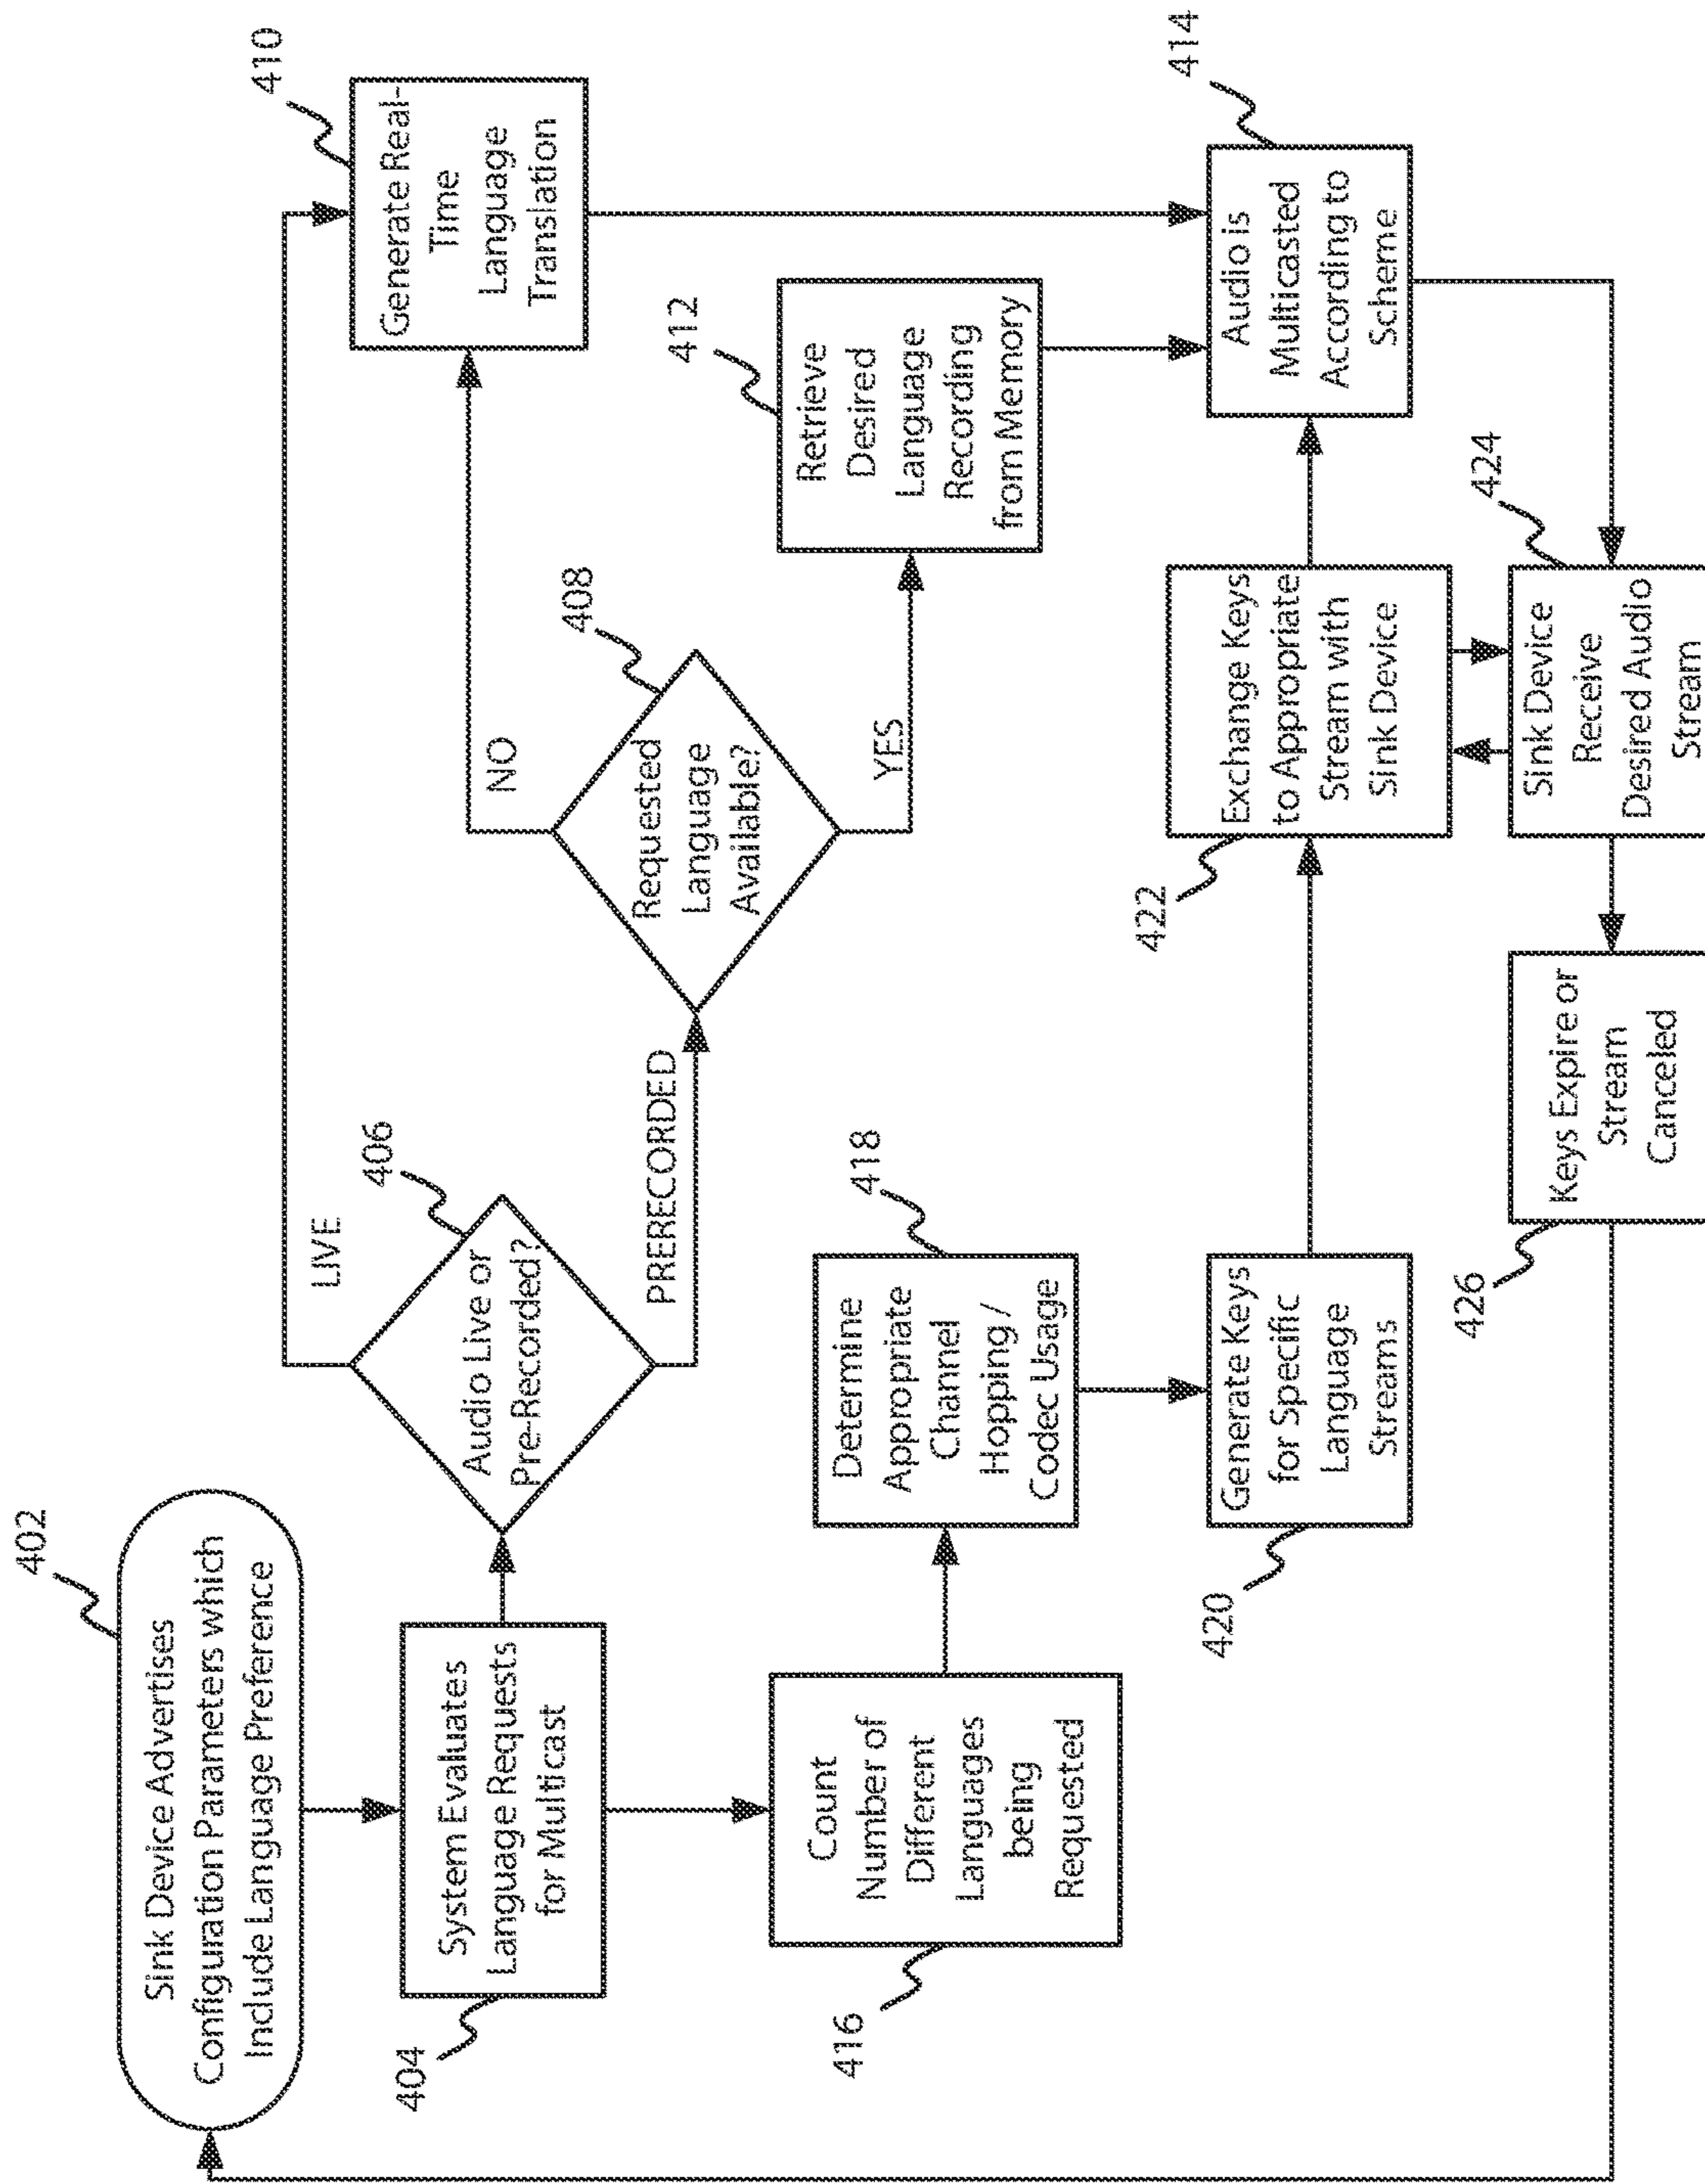 402
Sink Device Advertises
Configuration Parameters which
Include Language Preference
404
System Evaluates
Language Requests
for Multicast
406
Audio Live or
Pre-Recorded?
LIVE
PRERECORDED
408
Requested
Language
Available?
NO
YES
410
Generate Real-
Time
Language
Translation
412
Retrieve
Desired
Language
Recording
from Memory
414
Audio is
Multicasted
According to
Scheme
416
Count
Number of
Different
Languages
being
Requested
418
Determine
Appropriate
Channel
Hopping /
Codec Usage
420
Generate Keys
for Specific
Language
Streams
422
Exchange Keys
to Appropriate
Stream with
Sink Device
424
Sink Device
Receive
Desired Audio
Stream
426
Keys Expire or
Stream
Canceled